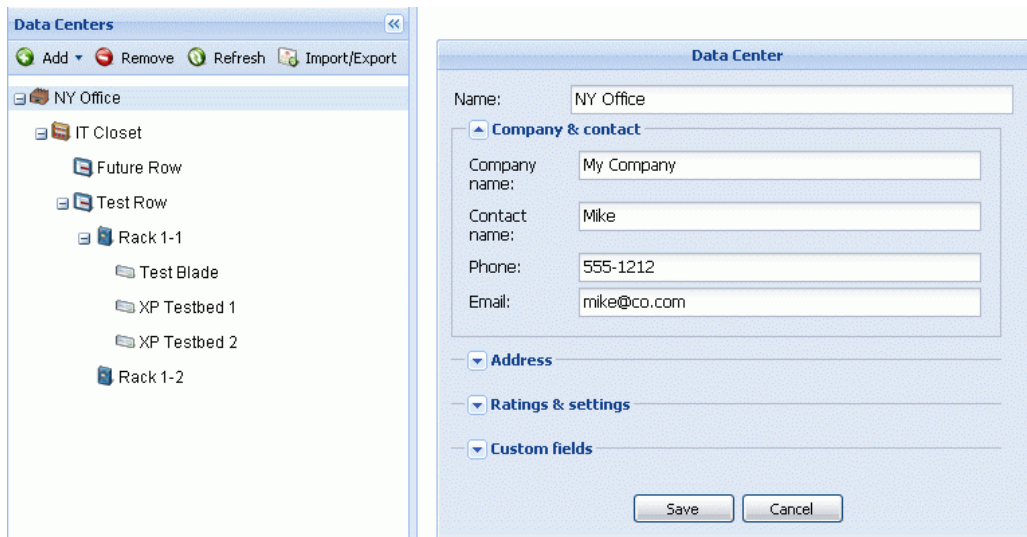 Data Centers
Add Remove Refresh Import/Export
NY Office
IT Closet
Future Row
Test Row
Rack 1-1
Test Blade
XP Testbed 1
XP Testbed 2
Rack 1-2
Data Center
Name: NY Office
Company & contact
Company name: My Company
Contact name: Mike
Phone: 555-1212
Email: mike@co.com
Address
Ratings & settings
Custom fields
Save Cancel